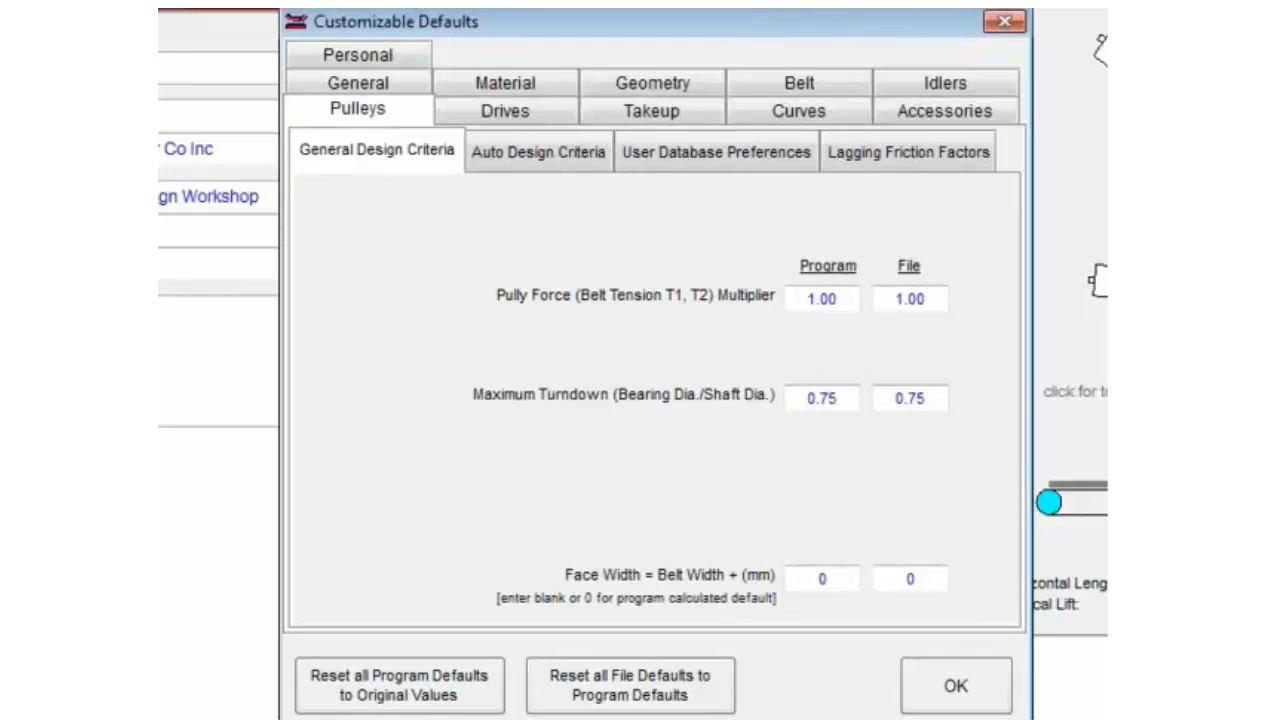 Customizable Defaults
Personal
General Material Geometry Belt Idlers
Pulleys Drives Takeup Curves Accessories
General Design Criteria Auto Design Criteria User Database Preferences Lagging Friction Factors
Co Inc
gn Workshop
Program File
Pully Force (Belt Tension T1, T2) Multiplier 1.00 1.00
Maximum Turndown (Bearing Dia./Shaft Dia.) 0.75 0.75
click for to
Face Width = Belt Width + (mm) 0 0
[enter blank or 0 for program calculated default]
zontal Leng
cal Lift:
Reset all Program Defaults
to Original Values
Reset all File Defaults to
Program Defaults
OK